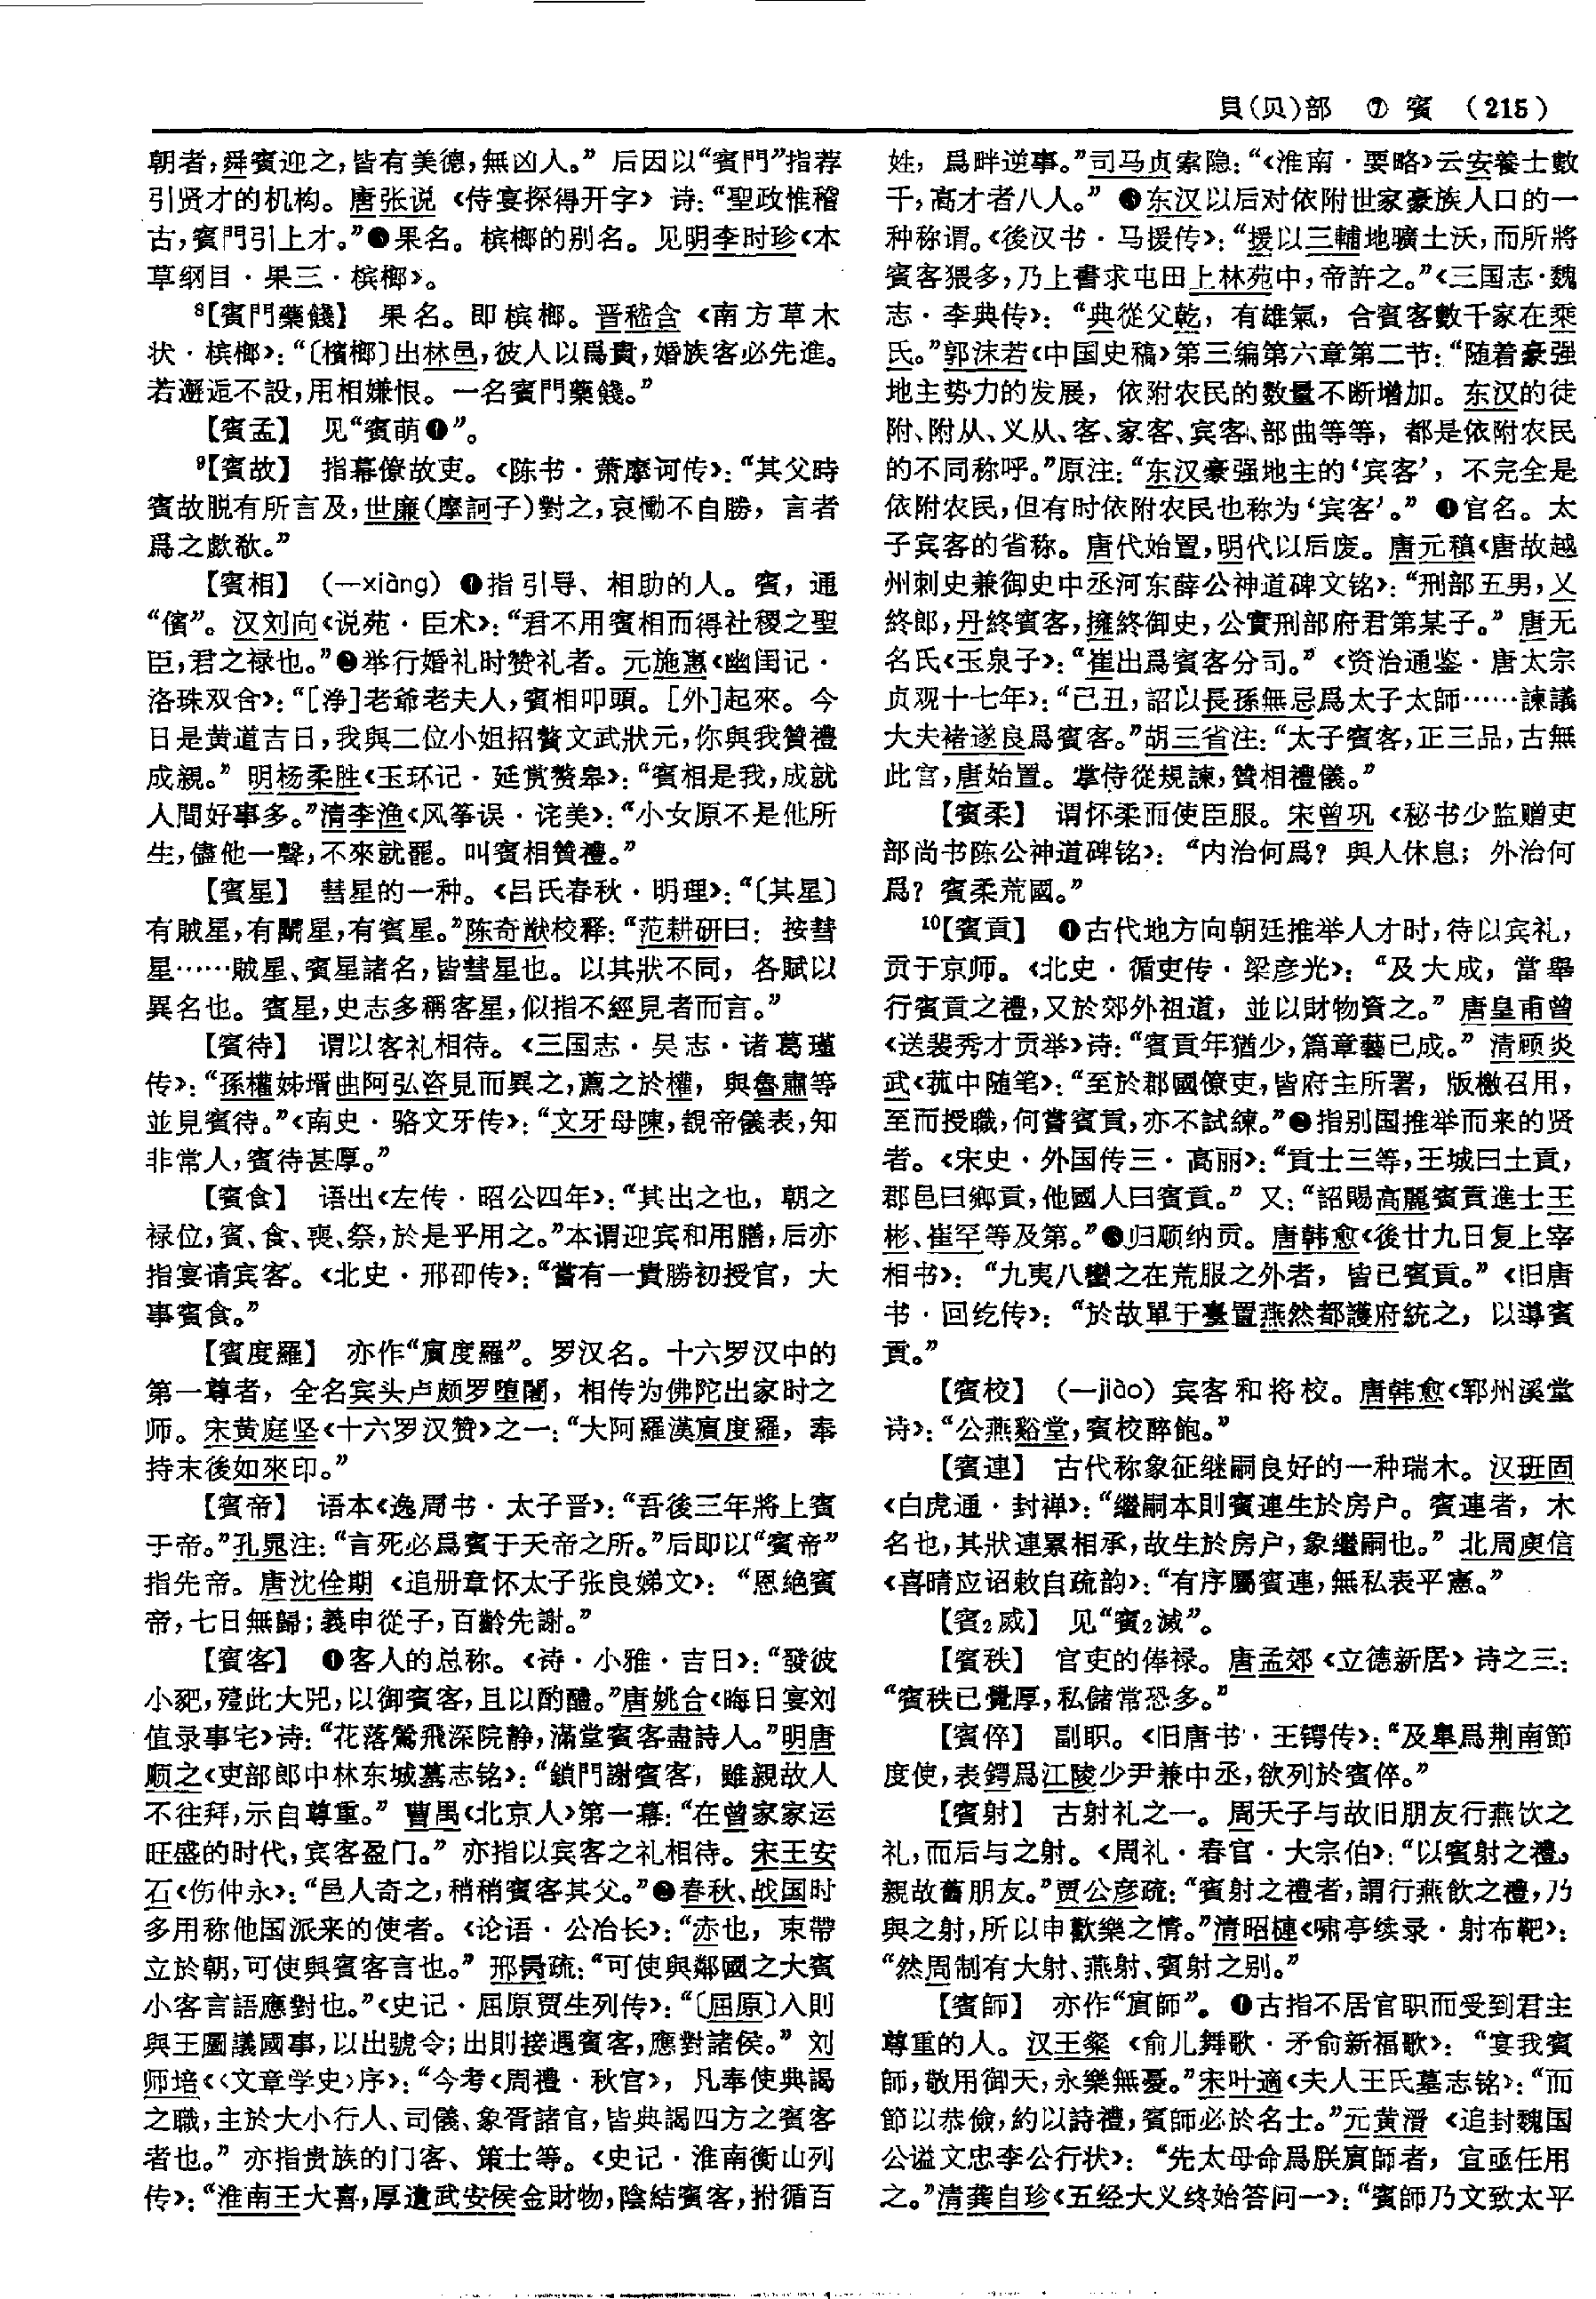 貝(贝)部 ⑦ 賓 (215)
朝者,舜賓迎之,皆有美德,無凶人。” 后因以“賓門”指荐
引贤才的机构。唐张说《侍宴探得开字》诗:“聖政惟稽
古,賓門引上才。”❸果名。槟榔的别名。见明李时珍《本
草纲目·果三·槟榔》。
8【賓門藥餞】 果名。即槟榔。晋嵇含《南方草木
状·槟榔》:“〔檳榔〕出林邑,彼人以爲貴,婚族客必先進。
若邂逅不設,用相嫌恨。一名賓門藥餞。”
【賓孟】 见“賓萌❶”。
9【賓故】 指幕僚故吏。《陈书·萧摩诃传》:“其父時
賓故脱有所言及,世廉(摩訶子)對之,哀慟不自勝,言者
爲之歔欷。”
【賓相】 (—xiàng) ❶指引导、相助的人。賓,通
“儐”。汉刘向《说苑·臣术》:“君不用賓相而得社稷之聖
臣,君之禄也。”❷举行婚礼时赞礼者。元施惠《幽闺记·
洛珠双合》:“[净]老爺老夫人,賓相叩頭。[外]起來。今
日是黄道吉日,我與二位小姐招贅文武狀元,你與我贊禮
成親。” 明杨柔胜《玉环记·延赏赘皋》:“賓相是我,成就
人間好事多。”清李渔《风筝误·诧美》:“小女原不是他所
生,儘他一聲,不來就罷。叫賓相贊禮。”
【賓星】 彗星的一种。《吕氏春秋·明理》:“〔其星〕
有賊星,有鬭星,有賓星。”陈奇猷校释:“范耕研曰:按彗
星……賊星、賓星諸名,皆彗星也。以其狀不同,各賦以
異名也。賓星,史志多稱客星,似指不經見者而言。”
【賓待】 谓以客礼相待。《三国志·吴志·诸葛瑾
传》:“孫權姊壻曲阿弘咨見而異之,薦之於權,與魯肅等
並見賓待。”《南史·骆文牙传》:“文牙母陳,覩帝儀表,知
非常人,賓待甚厚。”
【賓食】 语出《左传·昭公四年》:“其出之也,朝之
禄位,賓、食、喪、祭,於是乎用之。”本谓迎宾和用膳,后亦
指宴请宾客。《北史·邢卲传》:“嘗有一貴勝初授官,大
事賓食。”
【賓度羅】 亦作“賔度羅”。罗汉名。十六罗汉中的
第一尊者,全名宾头卢颇罗堕闍,相传为佛陀出家时之
师。宋黄庭坚《十六罗汉赞》之一:“大阿羅漢賔度羅,奉
持末後如來印。”
【賓帝】 语本《逸周书·太子晋》:“吾後三年將上賓
于帝。”孔晁注:“言死必爲賓于天帝之所。”后即以“賓帝”
指先帝。唐沈佺期《追册章怀太子张良娣文》:“恩絶賓
帝,七日無歸;義申從子,百齡先謝。”
【賓客】 ❶客人的总称。《诗·小雅·吉日》:“發彼
小豝,殪此大兕,以御賓客,且以酌醴。”唐姚合《晦日宴刘
值录事宅》诗:“花落鶯飛深院静,滿堂賓客盡詩人。”明唐
顺之《吏部郎中林东城墓志铭》:“鎖門謝賓客,雖親故人
不往拜,示自尊重。” 曹禺《北京人》第一幕:“在曾家家运
旺盛的时代,宾客盈门。” 亦指以宾客之礼相待。宋王安
石《伤仲永》:“邑人奇之,稍稍賓客其父。”❷春秋、战国时
多用称他国派来的使者。《论语·公冶长》:“赤也,束帶
立於朝,可使與賓客言也。” 邢昺疏:“可使與鄰國之大賓
小客言語應對也。”《史记·屈原贾生列传》:“〔屈原〕入則
與王圖議國事,以出號令;出則接遇賓客,應對諸侯。” 刘
师培《〈文章学史〉序》:“今考《周禮·秋官》,凡奉使典謁
之職,主於大小行人、司儀、象胥諸官,皆典謁四方之賓客
者也。” 亦指贵族的门客、策士等。《史记·淮南衡山列
传》:“淮南王大喜,厚遺武安侯金財物,陰結賓客,拊循百
姓,爲畔逆事。”司马贞索隐:“《淮南·要略》云安養士數
千,高才者八人。” ❸东汉以后对依附世家豪族人口的一
种称谓。《後汉书·马援传》:“援以三輔地曠土沃,而所將
賓客猥多,乃上書求屯田上林苑中,帝許之。”《三国志·魏
志·李典传》:“典從父乾,有雄氣,合賓客數千家在乘
氏。”郭沫若《中国史稿》第三编第六章第二节:“随着豪强
地主势力的发展,依附农民的数量不断增加。东汉的徒
附、附从、义从、客、家客、宾客、部曲等等,都是依附农民
的不同称呼。”原注:“东汉豪强地主的‘宾客’,不完全是
依附农民,但有时依附农民也称为‘宾客’。” ❹官名。太
子宾客的省称。唐代始置,明代以后废。唐元稹《唐故越
州刺史兼御史中丞河东薛公神道碑文铭》:“刑部五男,乂
終郎,丹終賓客,擁終御史,公實刑部府君第某子。” 唐无
名氏《玉泉子》:“崔出爲賓客分司。” 《资治通鉴·唐太宗
贞观十七年》:“己丑,詔以長孫無忌爲太子太師……諫議
大夫褚遂良爲賓客。”胡三省注:“太子賓客,正三品,古無
此官,唐始置。掌侍從規諫,贊相禮儀。”
【賓柔】 谓怀柔而使臣服。宋曾巩《秘书少监赠吏
部尚书陈公神道碑铭》:“内治何爲?與人休息;外治何
爲?賓柔荒國。”
10【賓貢】 ❶古代地方向朝廷推举人才时,待以宾礼,
贡于京师。《北史·循吏传·梁彦光》:“及大成,當舉
行賓貢之禮,又於郊外祖道,並以財物資之。” 唐皇甫曾
《送裴秀才贡举》诗:“賓貢年猶少,篇章藝已成。” 清顾炎
武《菰中随笔》:“至於郡國僚吏,皆府主所署,版檄召用,
至而授職,何嘗賓貢,亦不試練。”❷指别国推举而来的贤
者。《宋史·外国传三·高丽》:“貢士三等,王城曰土貢,
郡邑曰鄉貢,他國人曰賓貢。” 又:“詔賜高麗賓貢進士王
彬、崔罕等及第。”❸归顺纳贡。唐韩愈《後廿九日复上宰
相书》:“九夷八蠻之在荒服之外者,皆已賓貢。”《旧唐
书·回纥传》:“於故單于臺置燕然都護府統之,以導賓
貢。”
【賓校】 (—jiào) 宾客和将校。唐韩愈《郓州溪堂
诗》:“公燕谿堂,賓校醉飽。”
【賓連】 古代称象征继嗣良好的一种瑞木。汉班固
《白虎通·封禅》:“繼嗣本則賓連生於房户。賓連者,木
名也,其狀連累相承,故生於房户,象繼嗣也。” 北周庾信
《喜晴应诏敕自疏韵》:“有序屬賓連,無私表平憲。”
【賓₂威】 见“賓₂滅”。
【賓秩】 官吏的俸禄。唐孟郊《立德新居》诗之三:
“賓秩已覺厚,私儲常恐多。”
【賓倅】 副职。《旧唐书·王锷传》:“及皋爲荆南節
度使,表鍔爲江陵少尹兼中丞,欲列於賓倅。”
【賓射】 古射礼之一。周天子与故旧朋友行燕饮之
礼,而后与之射。《周礼·春官·大宗伯》:“以賓射之禮,
親故舊朋友。”贾公彦疏:“賓射之禮者,謂行燕飲之禮,乃
與之射,所以申歡樂之情。”清昭槤《啸亭续录·射布靶》:
“然周制有大射、燕射、賓射之别。”
【賓師】 亦作“賔師”。❶古指不居官职而受到君主
尊重的人。汉王粲《俞儿舞歌·矛俞新福歌》:“宴我賓
師,敬用御天,永樂無憂。”宋叶適《夫人王氏墓志铭》:“而
節以恭儉,約以詩禮,賓師必於名士。”元黄溍《追封魏国
公谥文忠李公行状》:“先太母命爲朕賔師者,宜亟任用
之。”清龚自珍《五经大义终始答问一》:“賓師乃文致太平